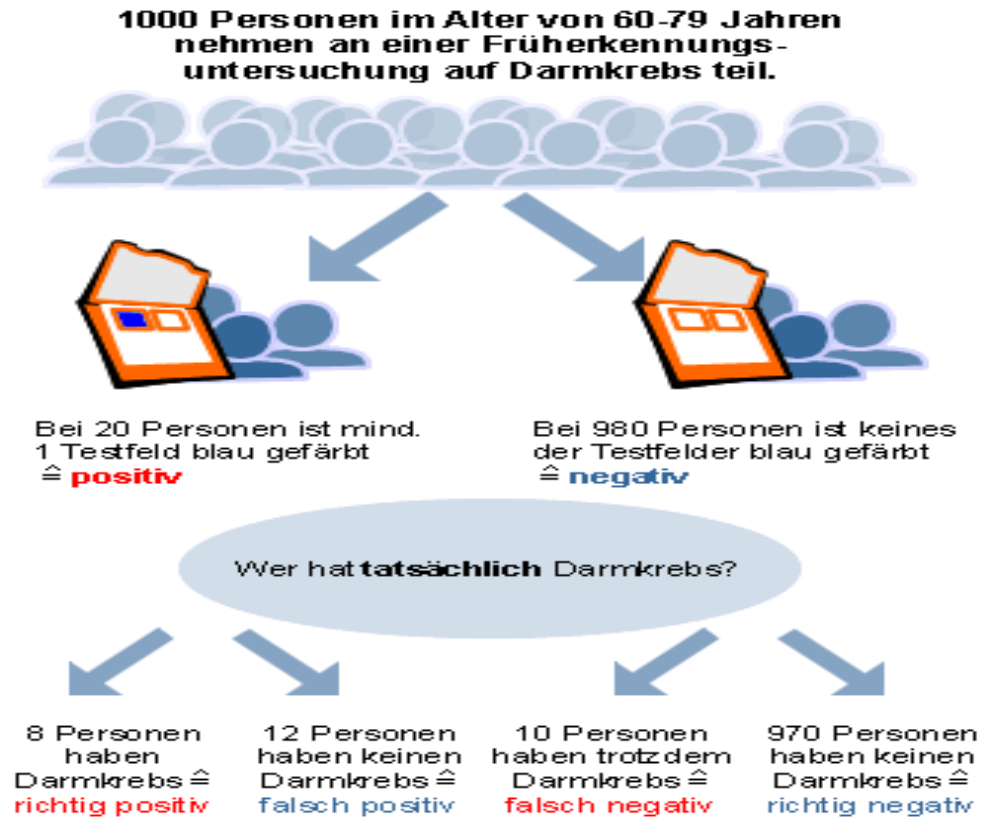 1000 Personen im Alter von 60-79 Jahren
nehmen an einer Früherkennungs-
untersuchung auf Darmkrebs teil.
Bei 20 Personen ist mind.
1 Testfeld blau gefärbt
≙ positiv
Bei 980 Personen ist keines
der Testfelder blau gefärbt
≙ negativ
Wer hat tatsächlich Darmkrebs?
8 Personen
haben
Darmkrebs ≙
richtig positiv
12 Personen
haben keinen
Darmkrebs ≙
falsch positiv
10 Personen
haben trotzdem
Darmkrebs ≙
falsch negativ
970 Personen
haben keinen
Darmkrebs ≙
richtig negativ